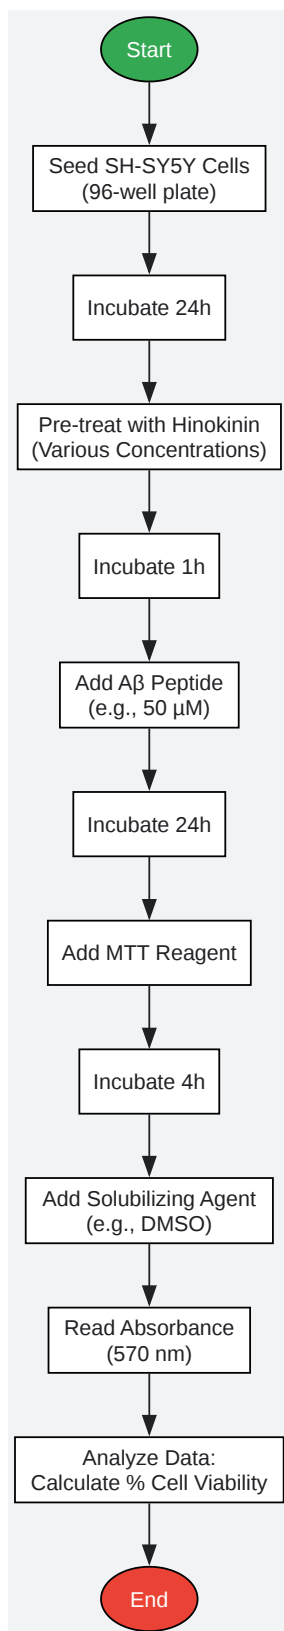 Start
Seed SH-SY5Y Cells
(96-well plate)
Incubate 24h
Pre-treat with Hinokinin
(Various Concentrations)
Incubate 1h
Add Aβ Peptide
(e.g., 50 µM)
Incubate 24h
Add MTT Reagent
Incubate 4h
Add Solubilizing Agent
(e.g., DMSO)
Read Absorbance
(570 nm)
Analyze Data:
Calculate % Cell Viability
End